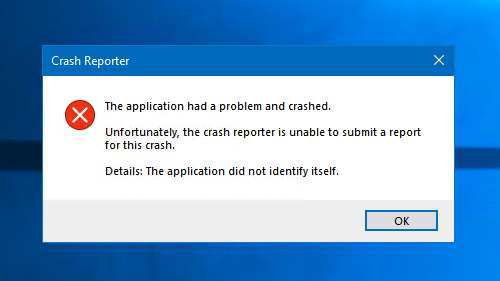 Crash Reporter
The application had a problem and crashed.
Unfortunately, the crash reporter is unable to submit a report
for this crash.
Details: The application did not identify itself.
OK